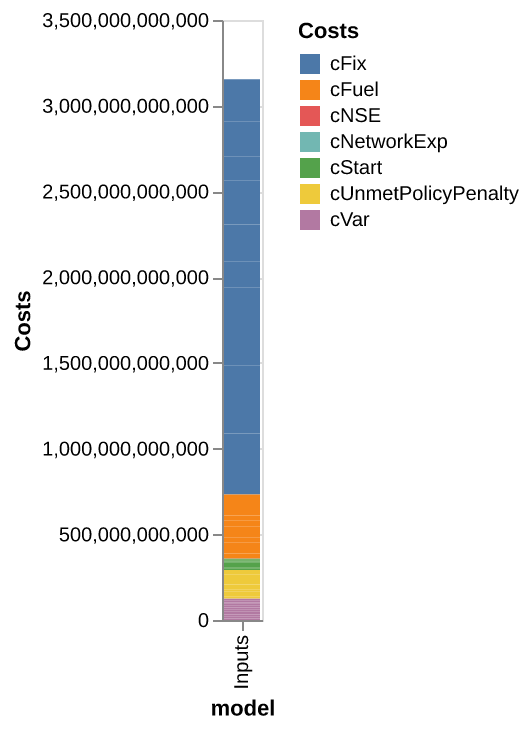 3,500,000,000,000
3,000,000,000,000
2,500,000,000,000
2,000,000,000,000
1,500,000,000,000
1,000,000,000,000
500,000,000,000
0
Costs
Inputs
model
Costs
cFix
cFuel
cNSE
cNetworkExp
cStart
cUnmetPolicyPenalty
cVar